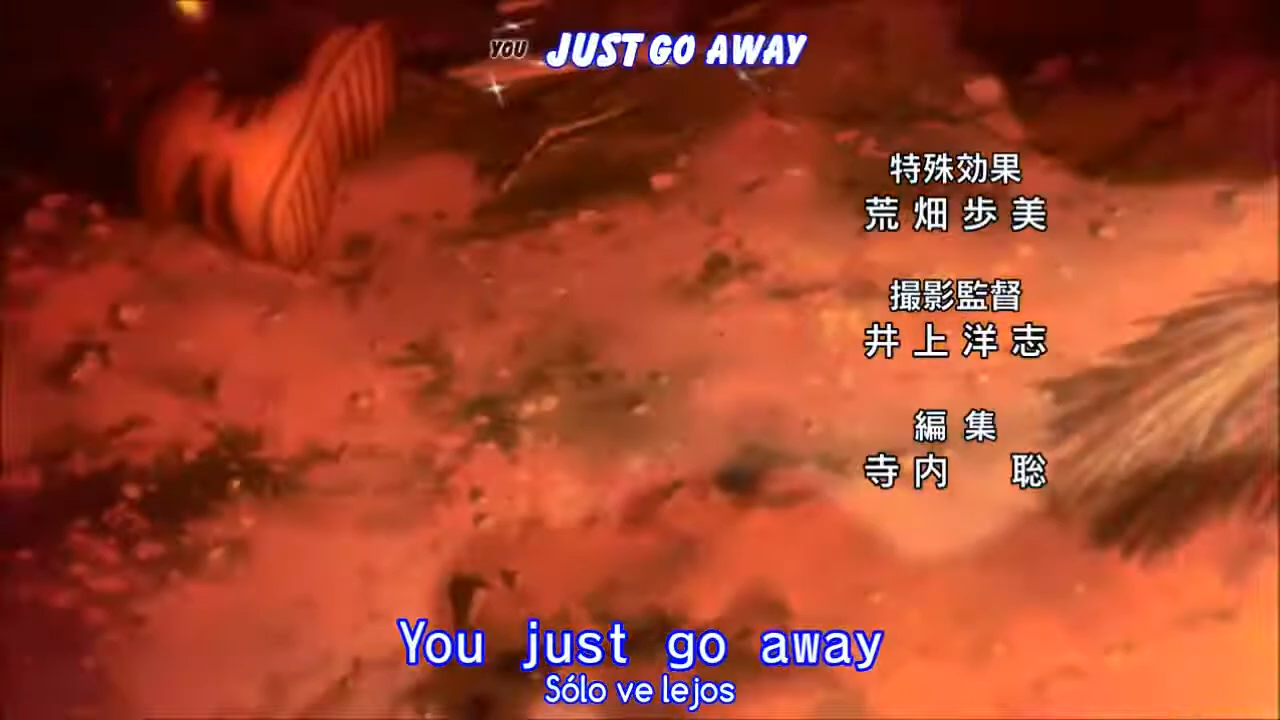 YOU JUST GO AWAY
特殊効果
荒畑歩美
撮影監督
井上洋志
編集
寺内 聡
You just go away
Sólo ve lejos